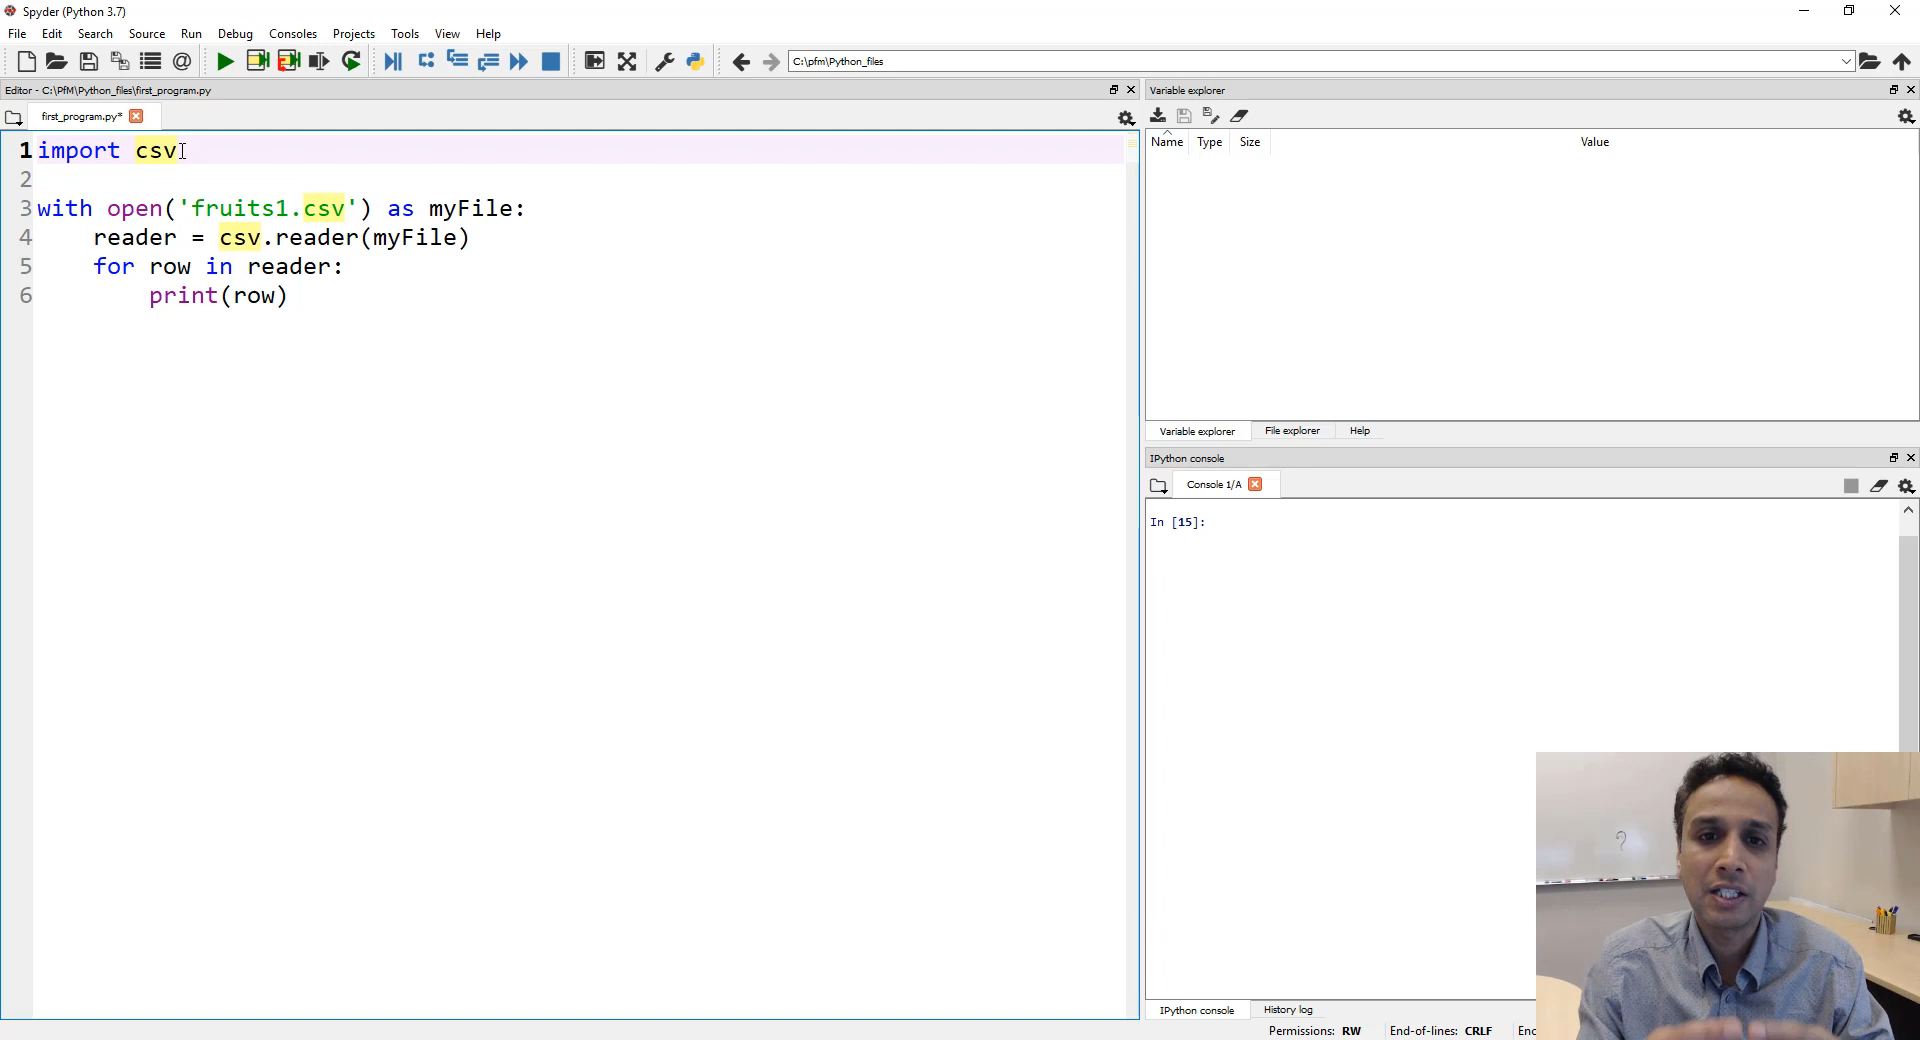 Spyder (Python 3.7)
File Edit Search Source Run Debug Consoles Projects Tools View Help
C:\pfm\Python_files
Editor - C:\PfM\Python_files\first_program.py
first_program.py*
1 import csv
2
3 with open('fruits1.csv') as myFile:
4 reader = csv.reader(myFile)
5 for row in reader:
6 print(row)
Variable explorer
Name Type Size Value
Variable explorer File explorer Help
IPython console
Console 1/A
In [15]:
?
IPython console History log
Permissions: RW End-of-lines: CRLF Enc